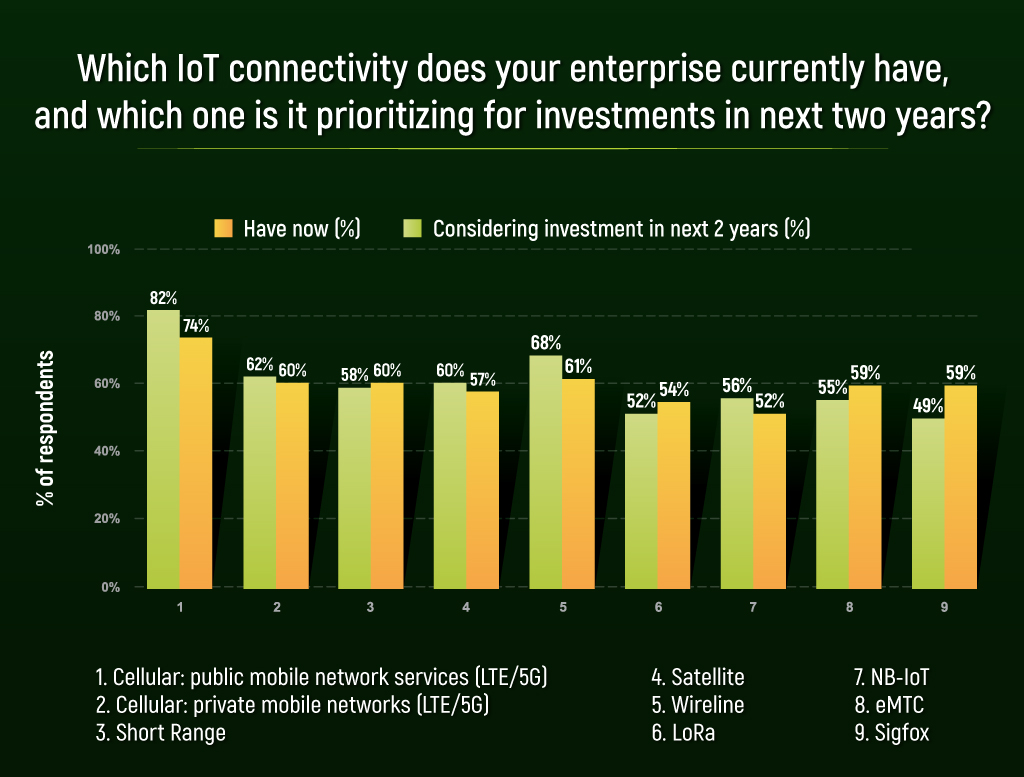 Which IoT connectivity does your enterprise currently have,
and which one is it prioritizing for investments in next two years?
Have now (%)
Considering investment in next 2 years (%)
% of respondents
100%
80%
60%
40%
20%
0%
82%
74%
62%
60%
58%
60%
60%
57%
68%
61%
52%
54%
56%
52%
55%
59%
49%
59%
1
2
3
4
5
6
7
8
9
1. Cellular: public mobile network services (LTE/5G)
2. Cellular: private mobile networks (LTE/5G)
3. Short Range
4. Satellite
5. Wireline
6. LoRa
7. NB-IoT
8. eMTC
9. Sigfox